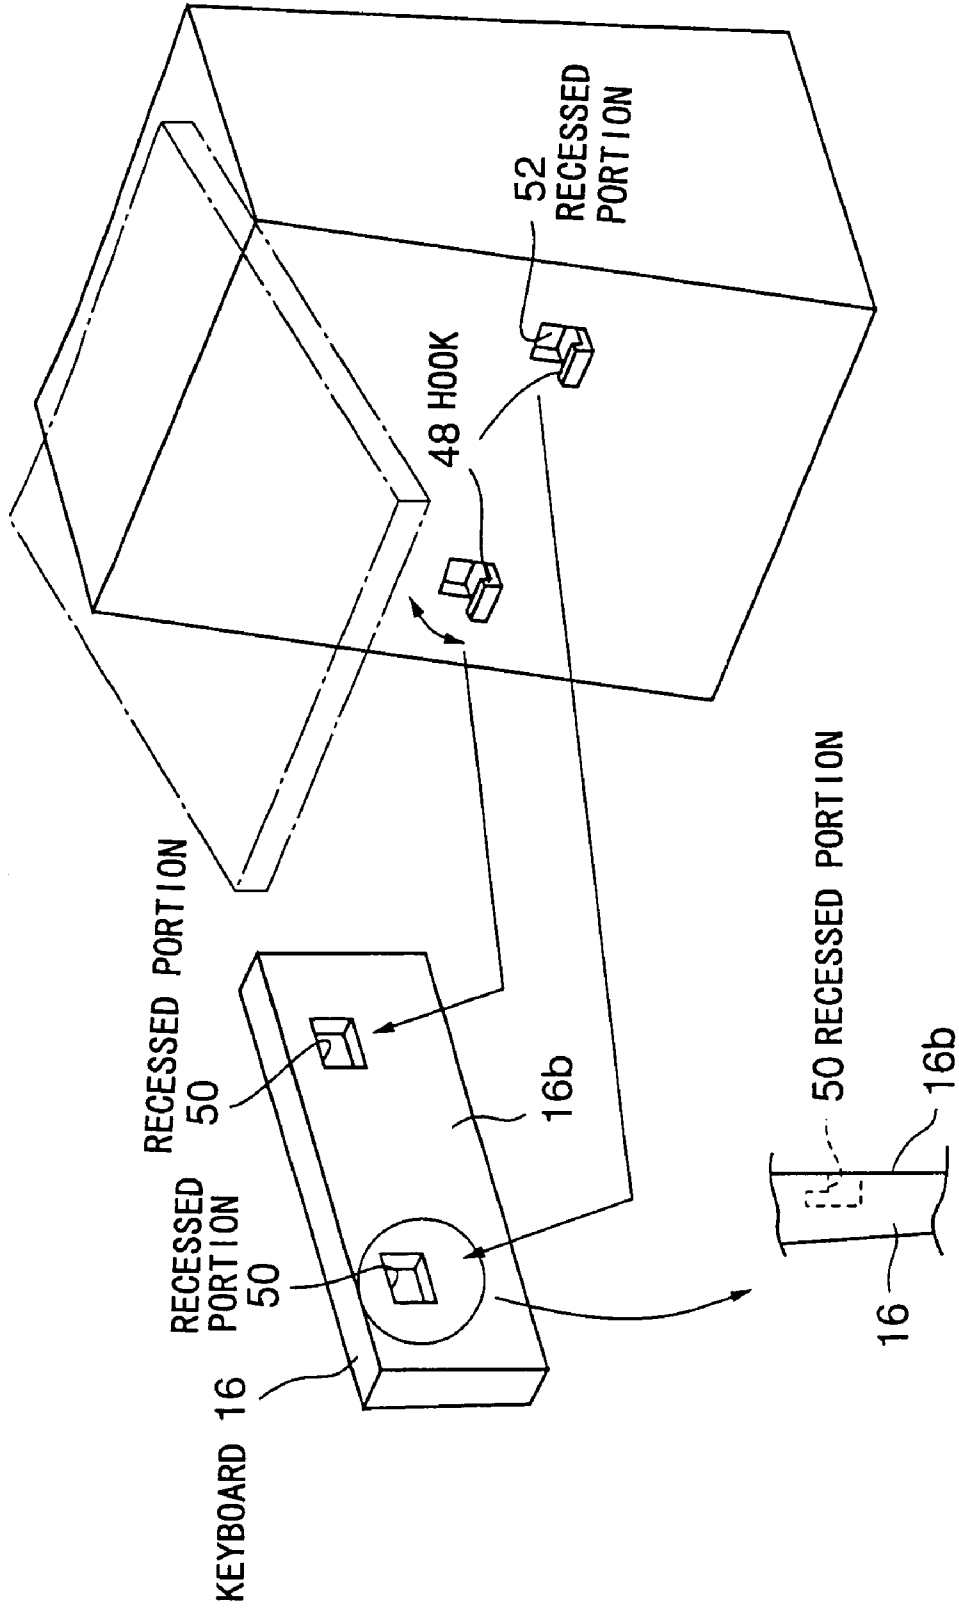 KEYBOARD 16
RECESSED
PORTION
50
RECESSED PORTION
50
16b
48 HOOK
52
RECESSED
PORTION
16
50 RECESSED PORTION
16b